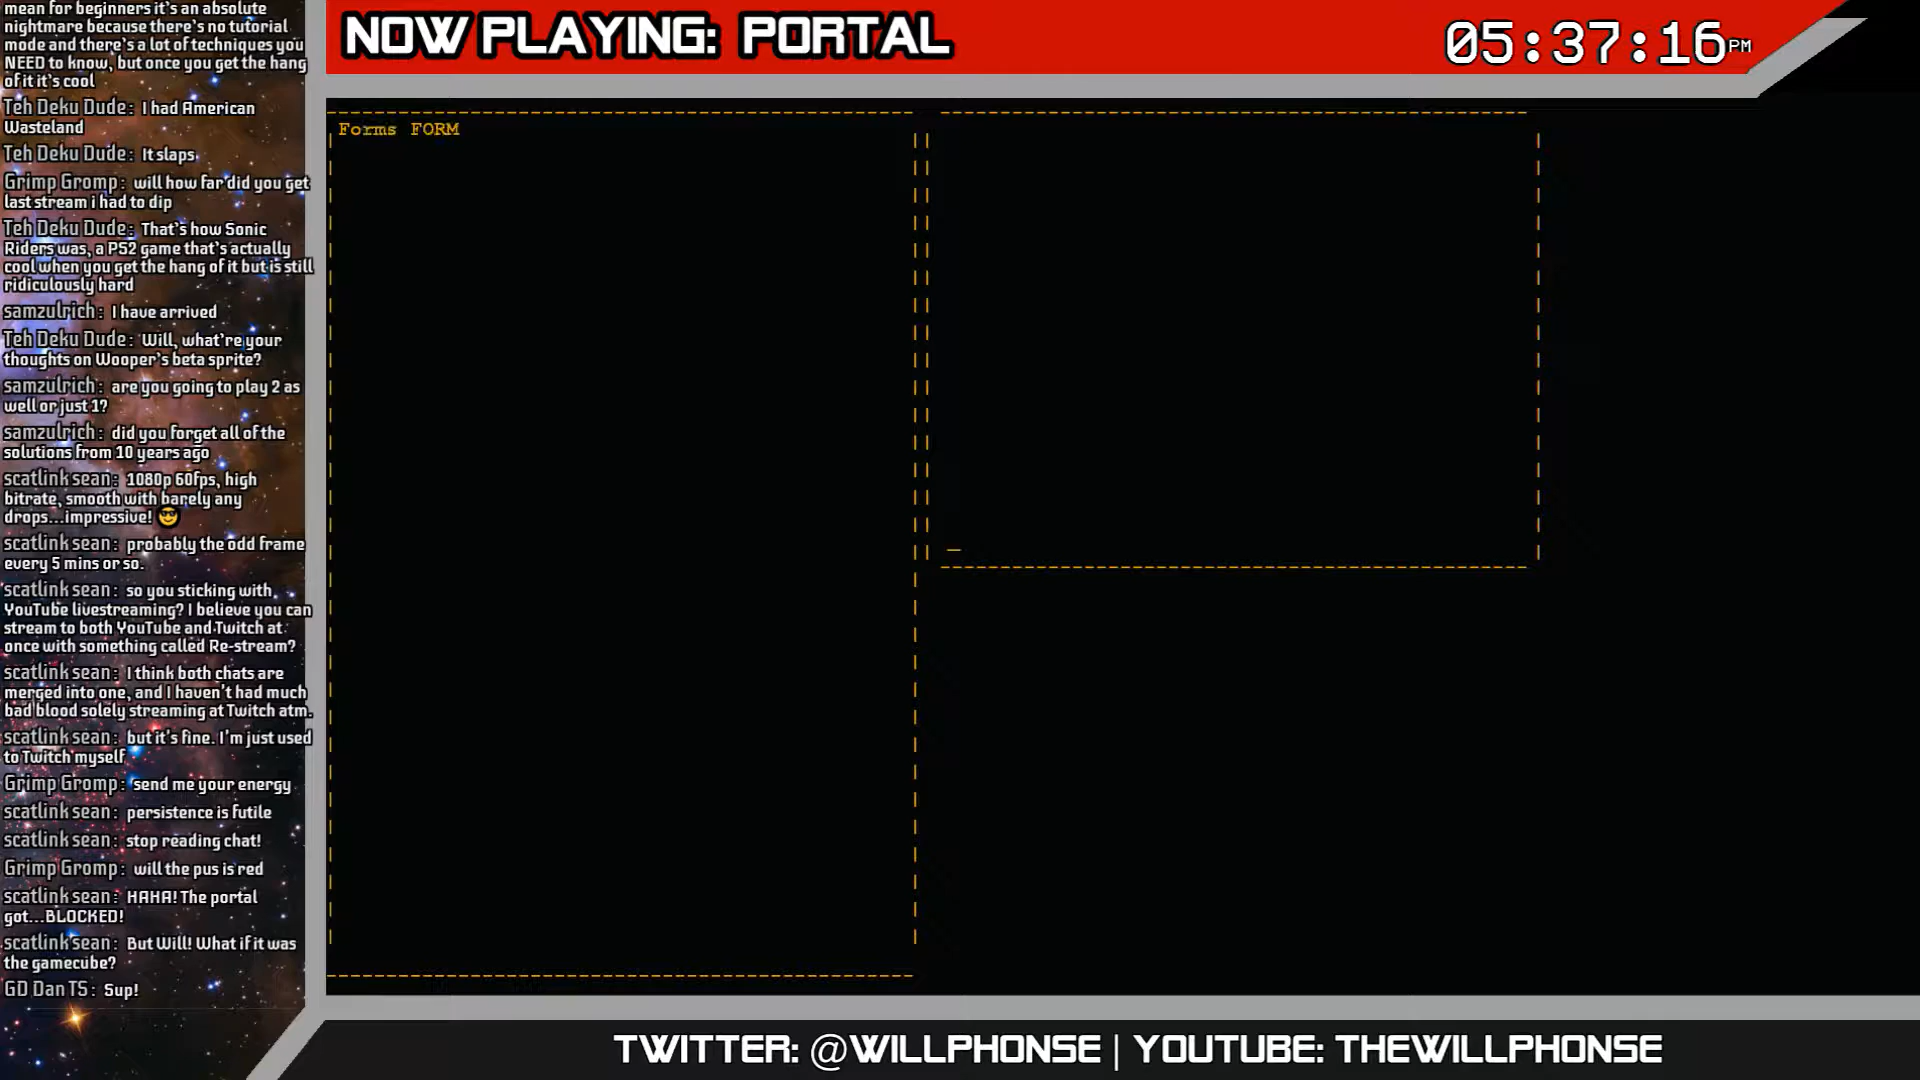 mean for beginners it's an absolute
nightmare because there's no tutorial
mode and there's a lot of techniques you
NEED to know, but once you get the hang
of it it's cool
Teh Deku Dude: I had American
Wasteland
Teh Deku Dude: It slaps
Grimp Gromp: will how far did you get
last stream i had to dip
Teh Deku Dude: That's how Sonic
Riders was, a PS2 game that's actually
cool when you get the hang of it but is still
ridiculously hard
samzulrich: I have arrived
Teh Deku Dude: Will, what're your
thoughts on Wooper's beta sprite?
samzulrich: are you going to play 2 as
well or just 1?
samzulrich: did you forget all of the
solutions from 10 years ago
scatlink sean: 1080p 60fps, high
bitrate, smooth with barely any
drops...impressive! 😎
scatlink sean: probably the odd frame
every 5 mins or so.
scatlink sean: so you sticking with
YouTube livestreaming? I believe you can
stream to both YouTube and Twitch at
once with something called Re-stream?
scatlink sean: I think both chats are
merged into one, and I haven't had much
bad blood solely streaming at Twitch atm.
scatlink sean: but it's fine. I'm just used
to Twitch myself
Grimp Gromp: send me your energy
scatlink sean: persistence is futile
scatlink sean: stop reading chat!
Grimp Gromp: will the pus is red
scatlink sean: HAHA! The portal
got...BLOCKED!
scatlink sean: But Will! What if it was
the gamecube?
GD Dan TS: Sup!
NOW PLAYING: PORTAL
05:37:16 PM
Forms FORM
TWITTER: @WILLPHONSE | YOUTUBE: THEWILLPHONSE